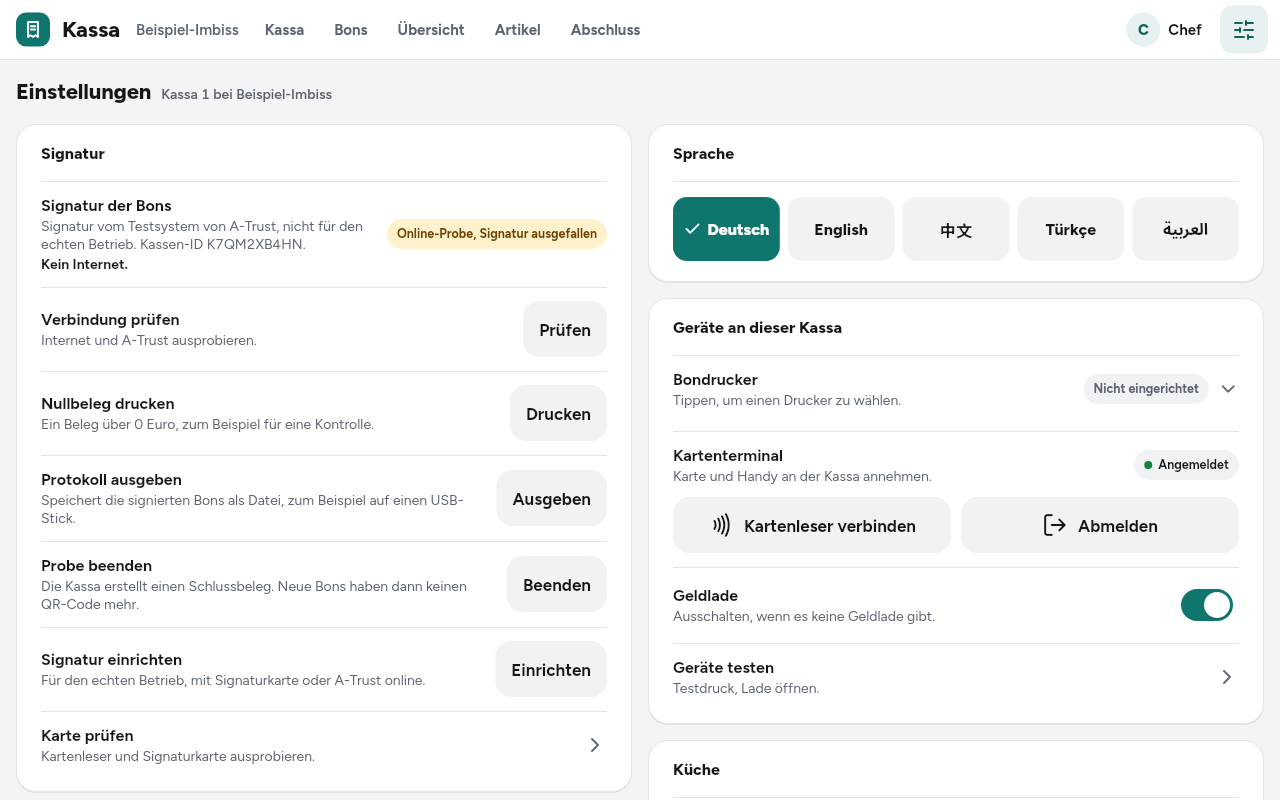 Kassa Beispiel-Imbiss Kassa Bons Übersicht Artikel Abschluss C Chef
Einstellungen Kassa 1 bei Beispiel-Imbiss
Signatur
Signatur der Bons
Signatur vom Testsystem von A-Trust, nicht für den
echten Betrieb. Kassen-ID K7QM2XB4HN.
Kein Internet.
Online-Probe, Signatur ausgefallen
Verbindung prüfen
Internet und A-Trust ausprobieren.
Prüfen
Nullbeleg drucken
Ein Beleg über 0 Euro, zum Beispiel für eine Kontrolle.
Drucken
Protokoll ausgeben
Speichert die signierten Bons als Datei, zum Beispiel auf einen USB-
Stick.
Ausgeben
Probe beenden
Die Kassa erstellt einen Schlussbeleg. Neue Bons haben dann keinen
QR-Code mehr.
Beenden
Signatur einrichten
Für den echten Betrieb, mit Signaturkarte oder A-Trust online.
Einrichten
Karte prüfen
Kartenleser und Signaturkarte ausprobieren.
Sprache
Deutsch English 中文 Türkçe العربية
Geräte an dieser Kassa
Bondrucker
Tippen, um einen Drucker zu wählen.
Nicht eingerichtet
Kartenterminal
Karte und Handy an der Kassa annehmen.
Angemeldet
Kartenleser verbinden Abmelden
Geldlade
Ausschalten, wenn es keine Geldlade gibt.
Geräte testen
Testdruck, Lade öffnen.
Küche